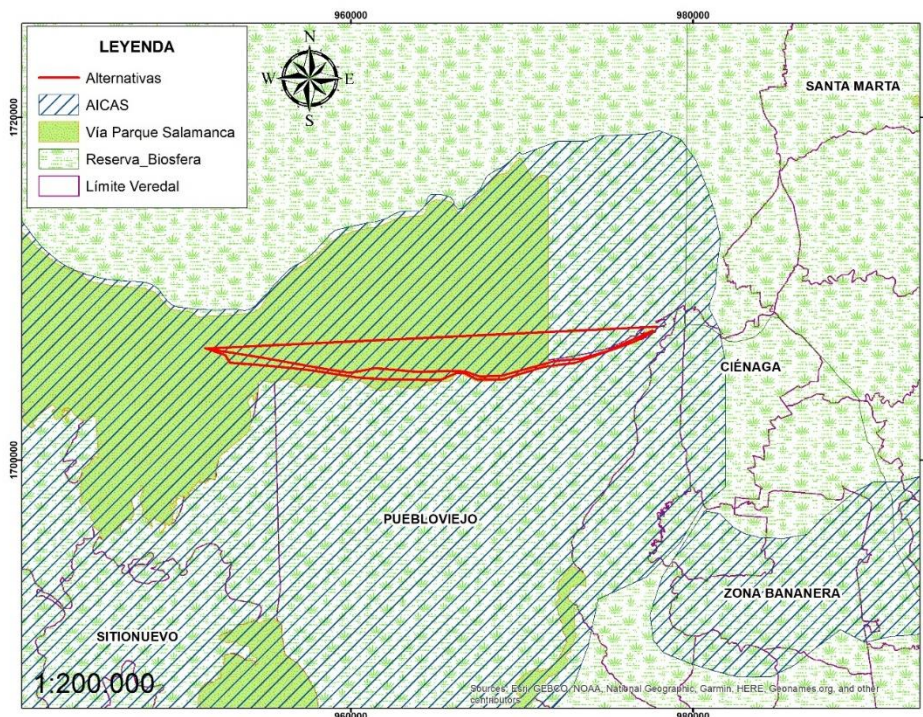 960000
980000
LEYENDA
Alternativas
AICAS
Vía Parque Salamanca
Reserva_Biosfera
Límite Veredal
N
W
E
S
SANTA MARTA
1720000
1720000
CIÉNAGA
1700000
1700000
PUEBLOVIEJO
ZONA BANANERA
SITIONUEVO
1:200.000
Sources: Esri, GEBCO, NOAA, National Geographic, Garmin, HERE, Geonames.org, and other
contributors
960000
980000